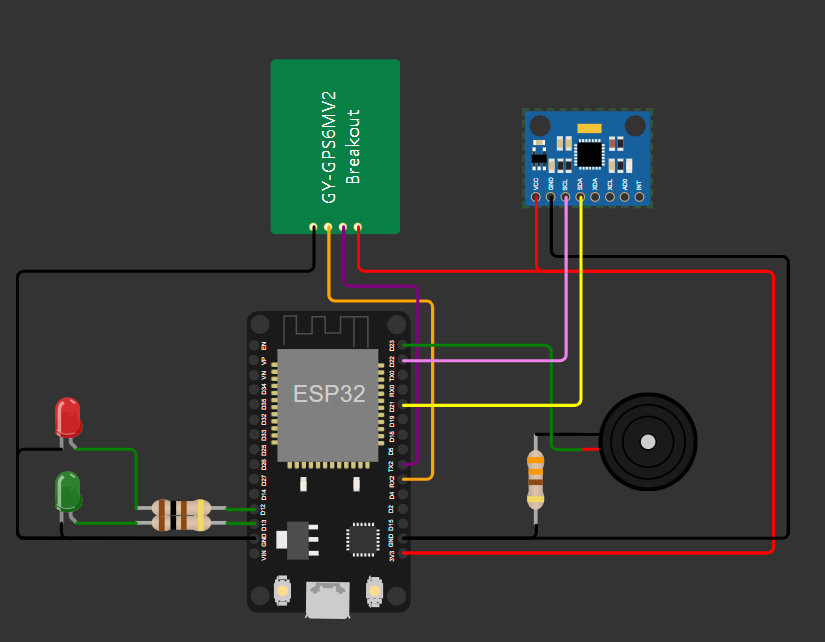 GY-GPS6MV2
Breakout
VCC
GND
SCL
SDA
XDA
XCL
AD0
INT
ESP32
EN
VP
VN
D34
D35
D32
D33
D25
D26
D27
D14
D12
D13
GND
VIN
D23
D22
TX0
RX0
D21
D19
D18
D5
TX2
RX2
D4
D2
D15
GND
3V3